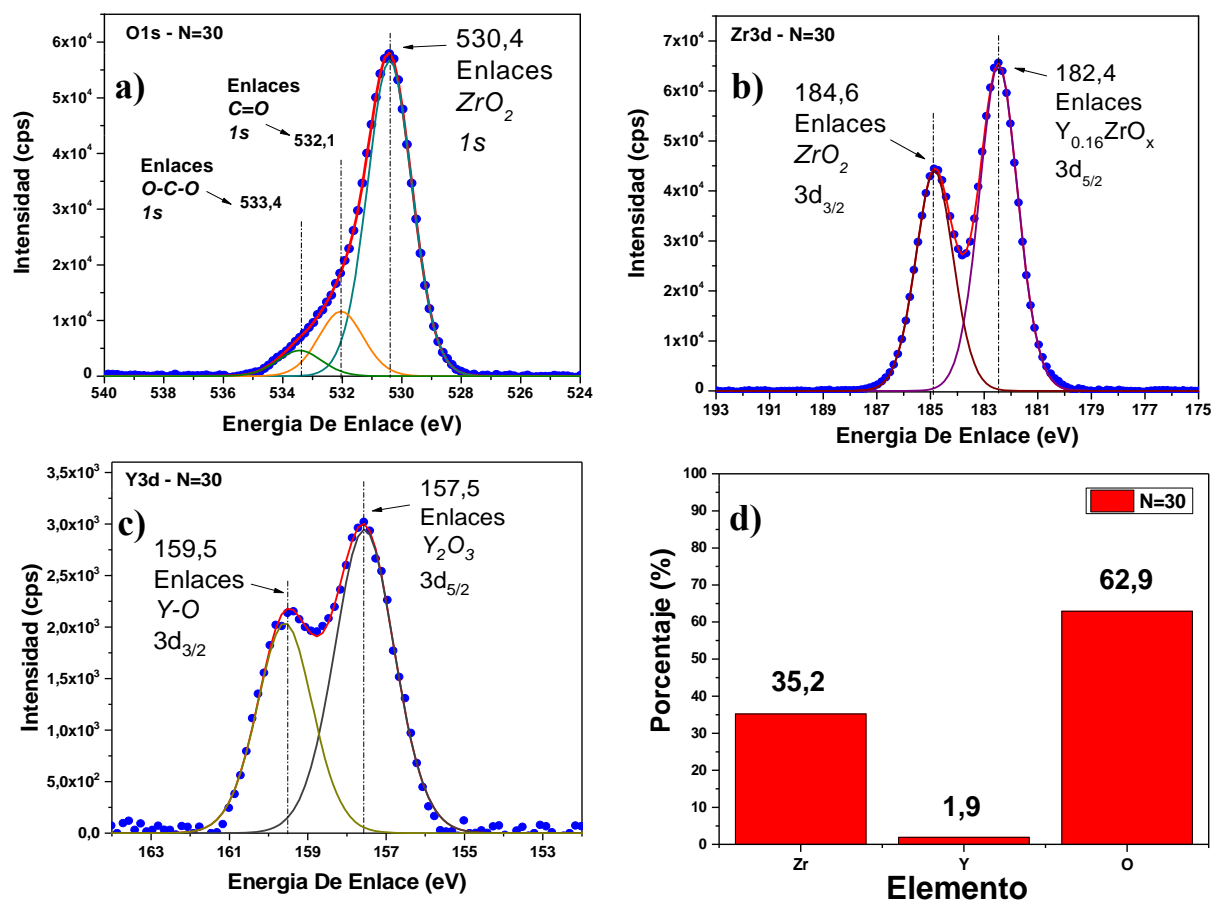 a)
O1s - N=30
530,4
Enlaces
ZrO2
1s
Enlaces
C=O
1s
532,1
Enlaces
O-C-O
1s
533,4
Intensidad (cps)
6x10^4
5x10^4
4x10^4
3x10^4
2x10^4
1x10^4
0
540 538 536 534 532 530 528 526 524
Energia De Enlace (eV)
b)
Zr3d - N=30
184,6
Enlaces
ZrO2
3d3/2
182,4
Enlaces
Y0.16ZrOx
3d5/2
Intensidad (cps)
7x10^4
6x10^4
5x10^4
4x10^4
3x10^4
2x10^4
1x10^4
0
193 191 189 187 185 183 181 179 177 175
Energia De Enlace (eV)
c)
Y3d - N=30
159,5
Enlaces
Y-O
3d3/2
157,5
Enlaces
Y2O3
3d5/2
Intensidad (cps)
3,5x10^3
3,0x10^3
2,5x10^3
2,0x10^3
1,5x10^3
1,0x10^3
5,0x10^2
0,0
163 161 159 157 155 153
Energia De Enlace (eV)
d)
N=30
35,2
1,9
62,9
Porcentaje (%)
100
90
80
70
60
50
40
30
20
10
0
Zr Y O
Elemento